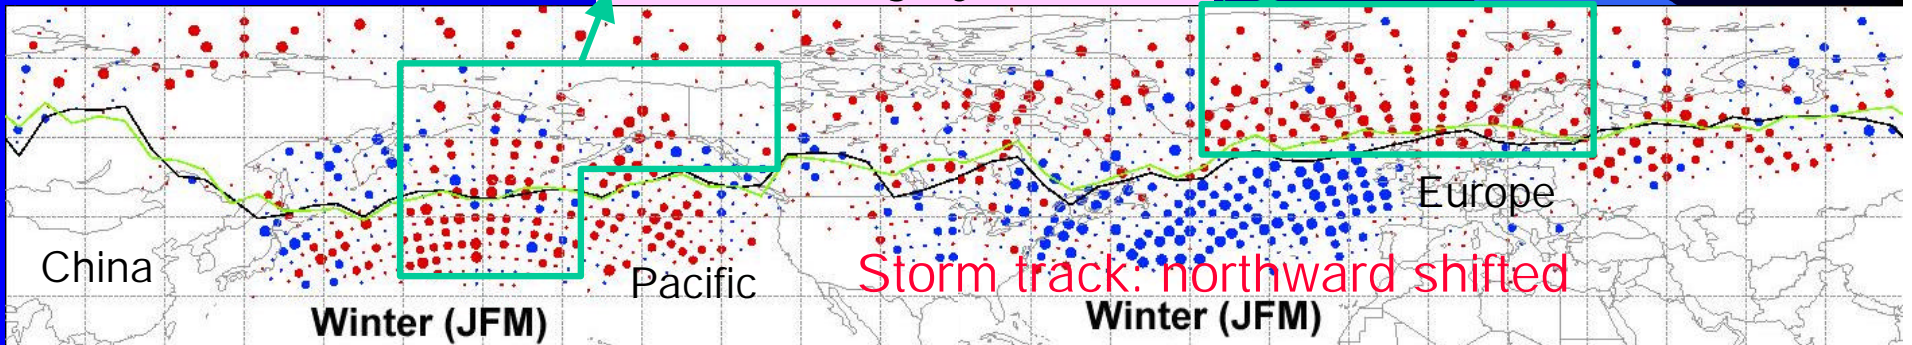 China
Pacific
Europe
Storm track: northward shifted
Winter (JFM)
Winter (JFM)